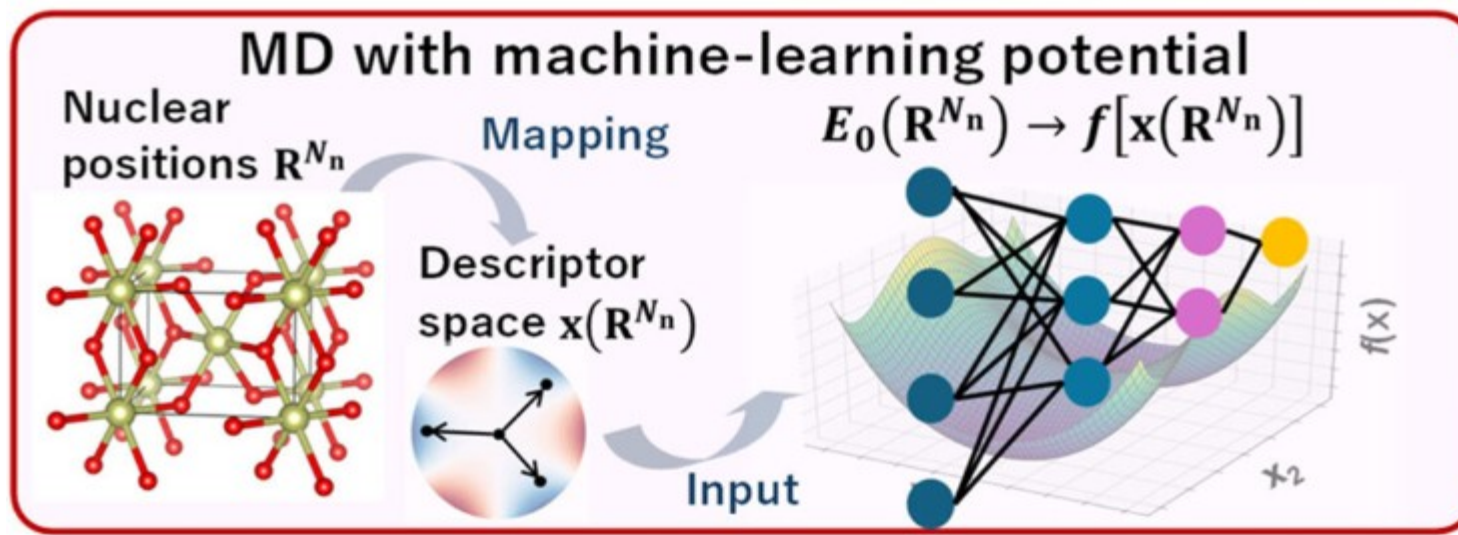 MD with machine-learning potential
Nuclear
positions R^{N_n}
Mapping
E_0(R^{N_n}) → f[x(R^{N_n})]
Descriptor
space x(R^{N_n})
Input
f(x)
x_2